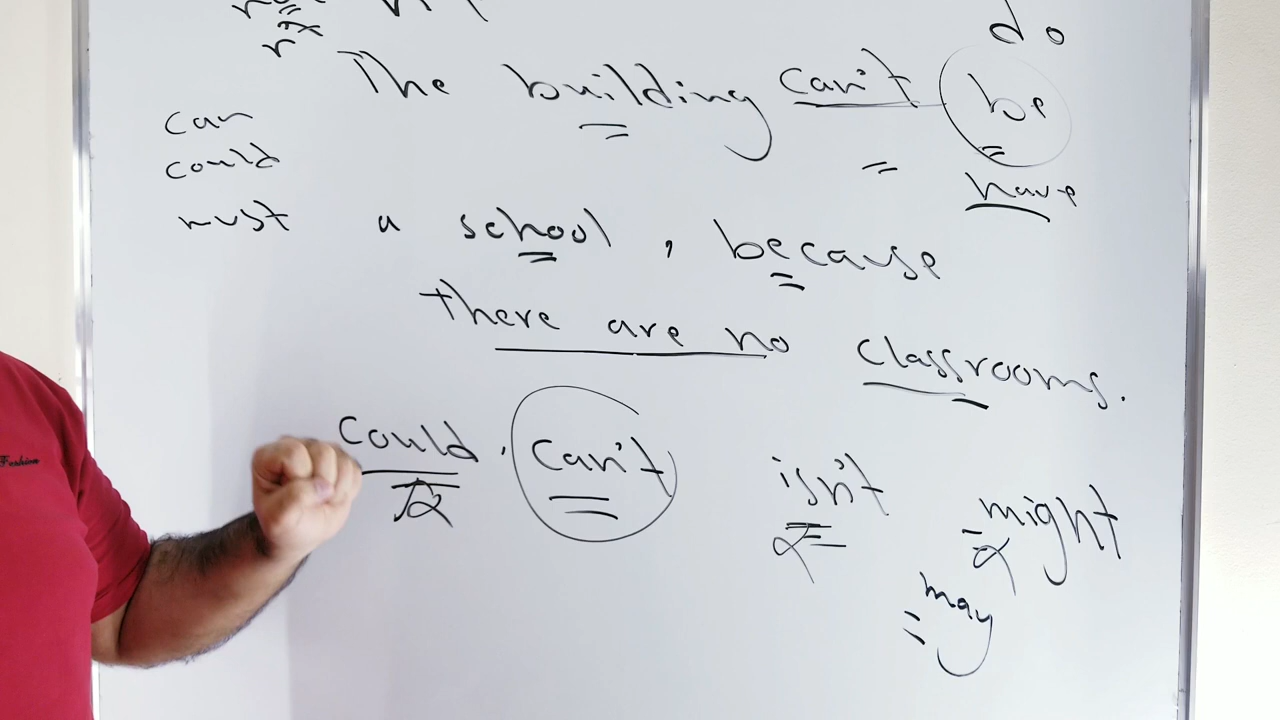 do
The building can't be
can
have
could
must a school, because
there are no classrooms.
could, can't isn't might
may